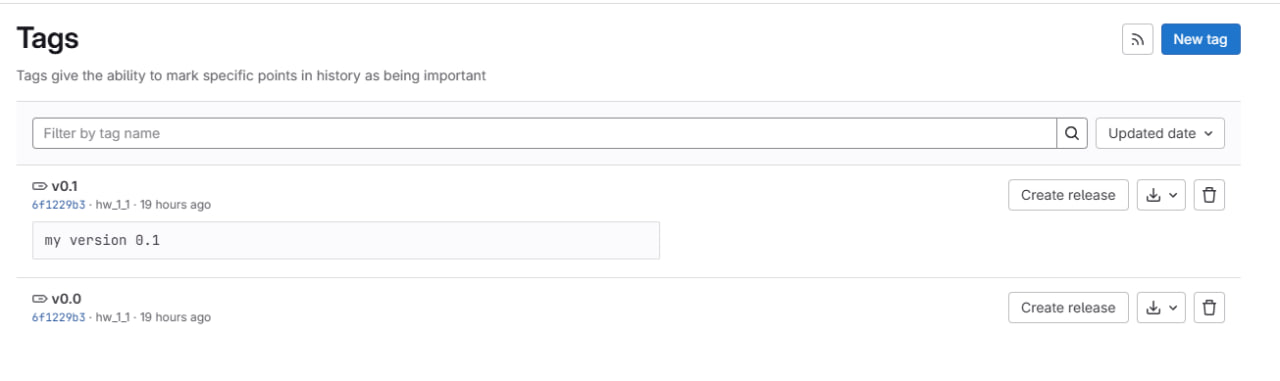 Tags
New tag
Tags give the ability to mark specific points in history as being important
Filter by tag name
Updated date
v0.1
6f1229b3 · hw_1_1 · 19 hours ago
Create release
my version 0.1
v0.0
6f1229b3 · hw_1_1 · 19 hours ago
Create release